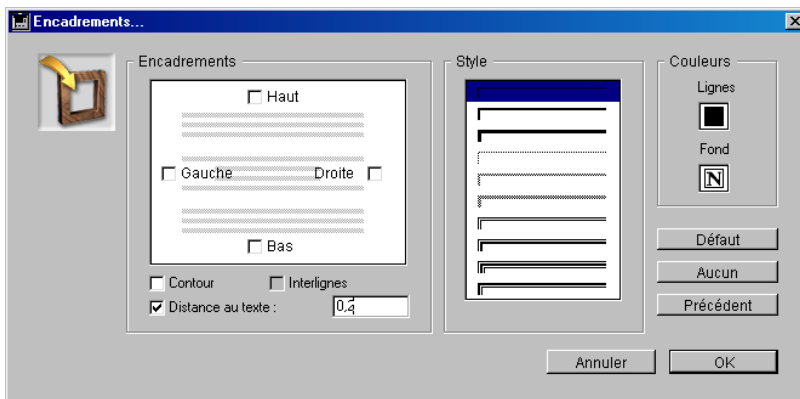 Encadrements...
Encadrements
Haut
Gauche
Droite
Bas
Contour
Interlignes
Distance au texte :
0,2
Style
Couleurs
Lignes
Fond
N
Défaut
Aucun
Précédent
Annuler
OK